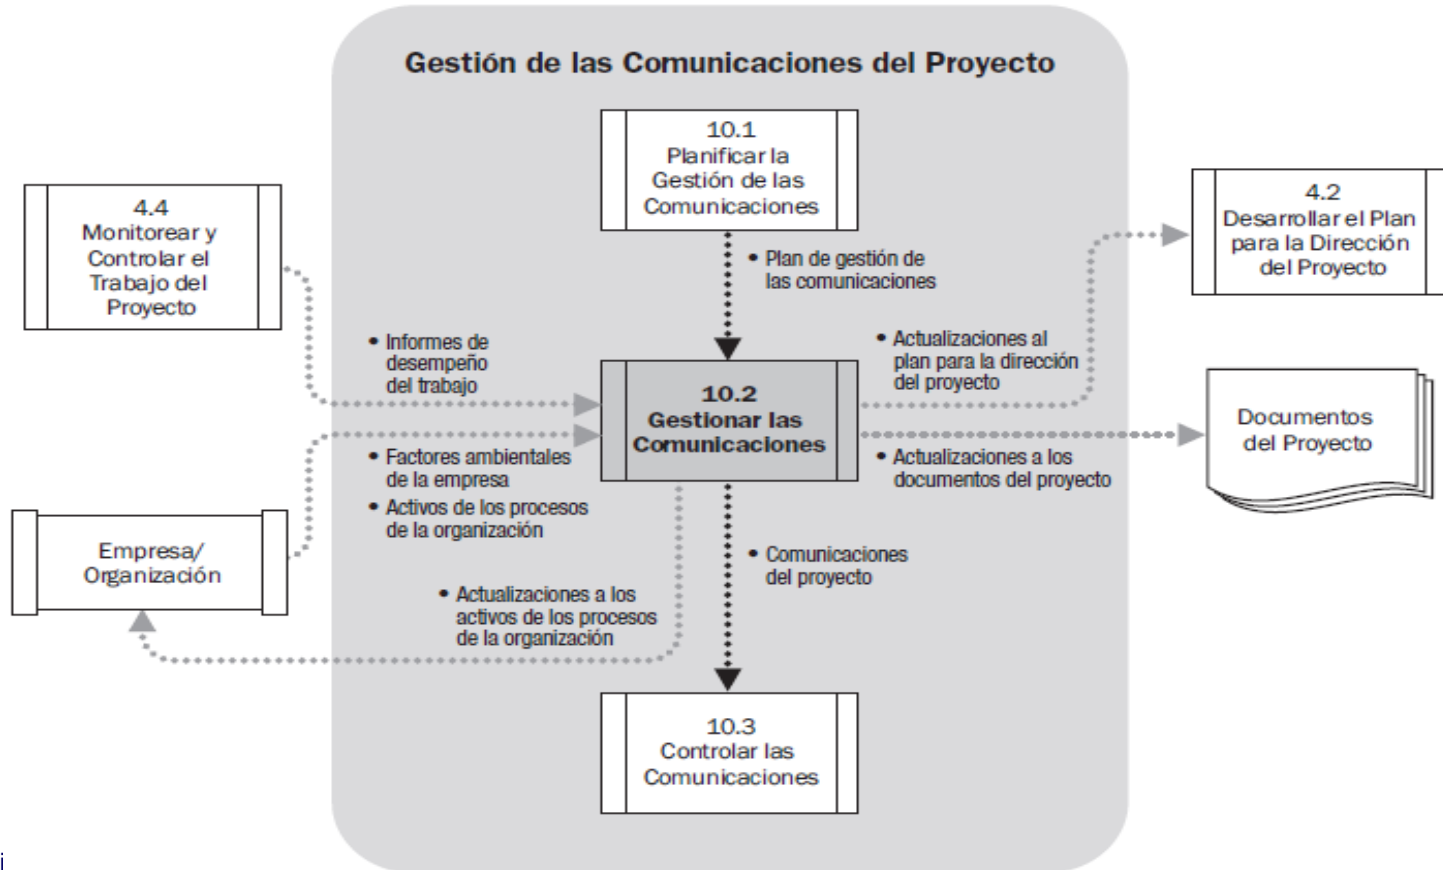 Gestión de las Comunicaciones del Proyecto
10.1
Planificar la
Gestión de las
Comunicaciones
4.4
Monitorear y
Controlar el
Trabajo del
Proyecto
4.2
Desarrollar el Plan
para la Dirección
del Proyecto
• Plan de gestión de
las comunicaciones
• Informes de
desempeño
del trabajo
• Actualizaciones al
plan para la dirección
del proyecto
10.2
Gestionar las
Comunicaciones
Documentos
del Proyecto
• Factores ambientales
de la empresa
• Activos de los procesos
de la organización
• Actualizaciones a los
documentos del proyecto
Empresa/
Organización
• Comunicaciones
del proyecto
• Actualizaciones a los
activos de los procesos
de la organización
10.3
Controlar las
Comunicaciones
i